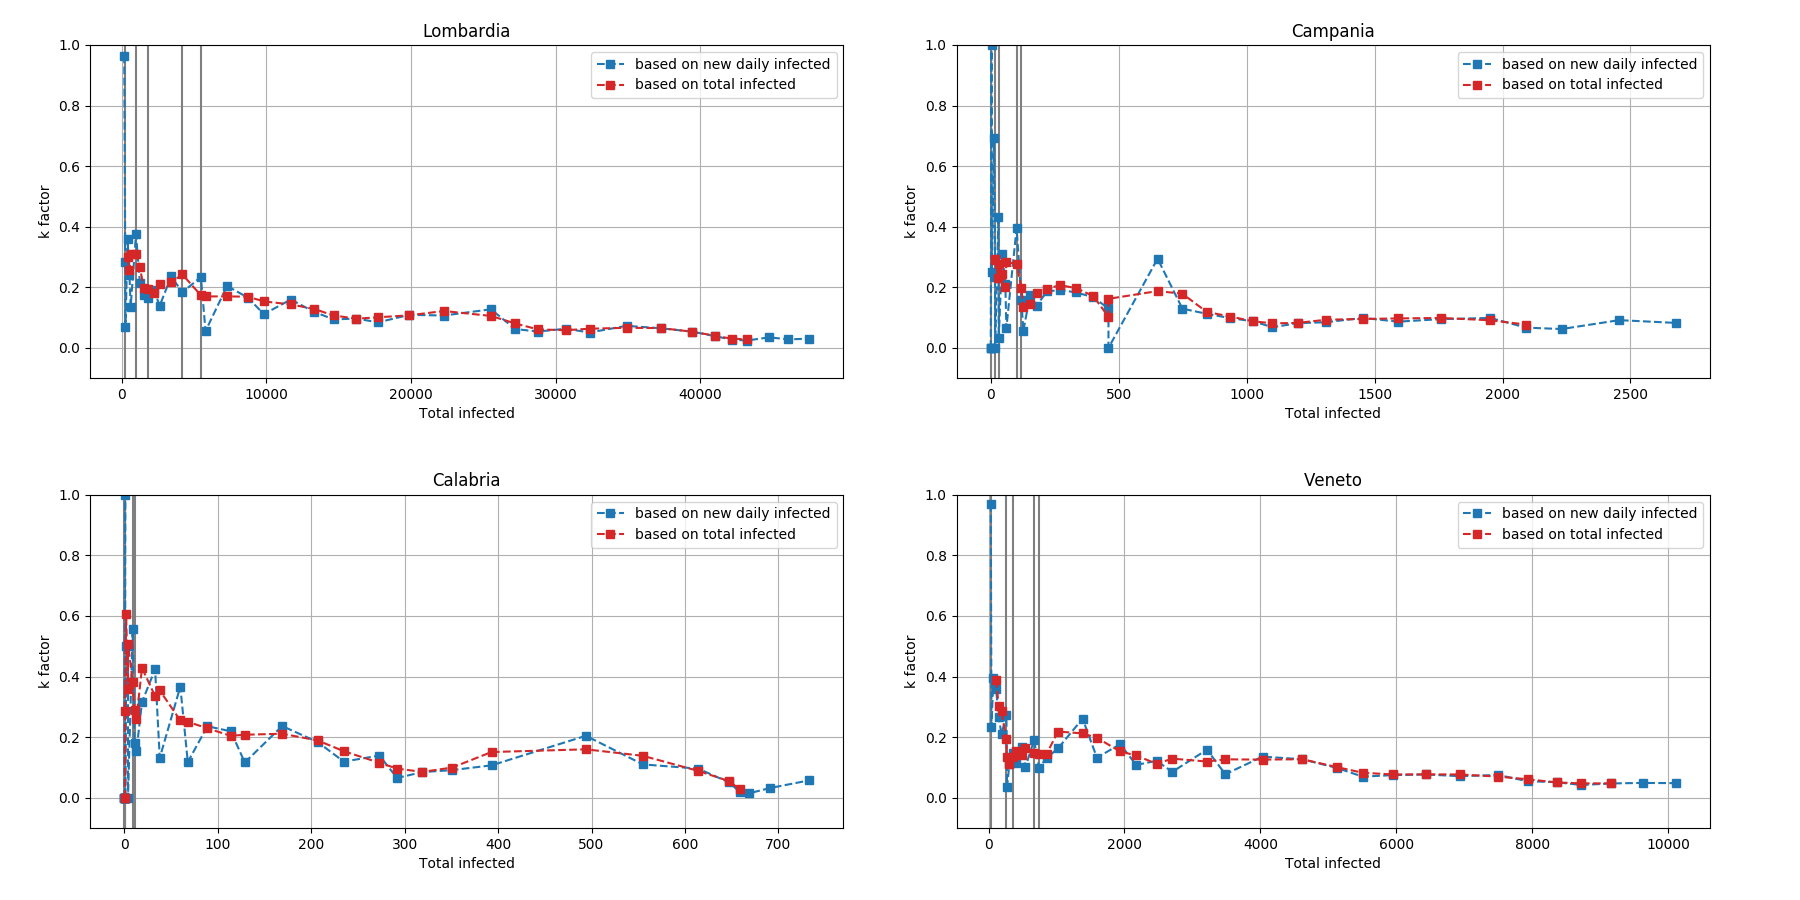 Lombardia
1.0
0.8
0.6
0.4
0.2
0.0
k factor
based on new daily infected
based on total infected
0 10000 20000 30000 40000
Total infected
Campania
1.0
0.8
0.6
0.4
0.2
0.0
k factor
based on new daily infected
based on total infected
0 500 1000 1500 2000 2500
Total infected
Calabria
1.0
0.8
0.6
0.4
0.2
0.0
k factor
based on new daily infected
based on total infected
0 100 200 300 400 500 600 700
Total infected
Veneto
1.0
0.8
0.6
0.4
0.2
0.0
k factor
based on new daily infected
based on total infected
0 2000 4000 6000 8000 10000
Total infected